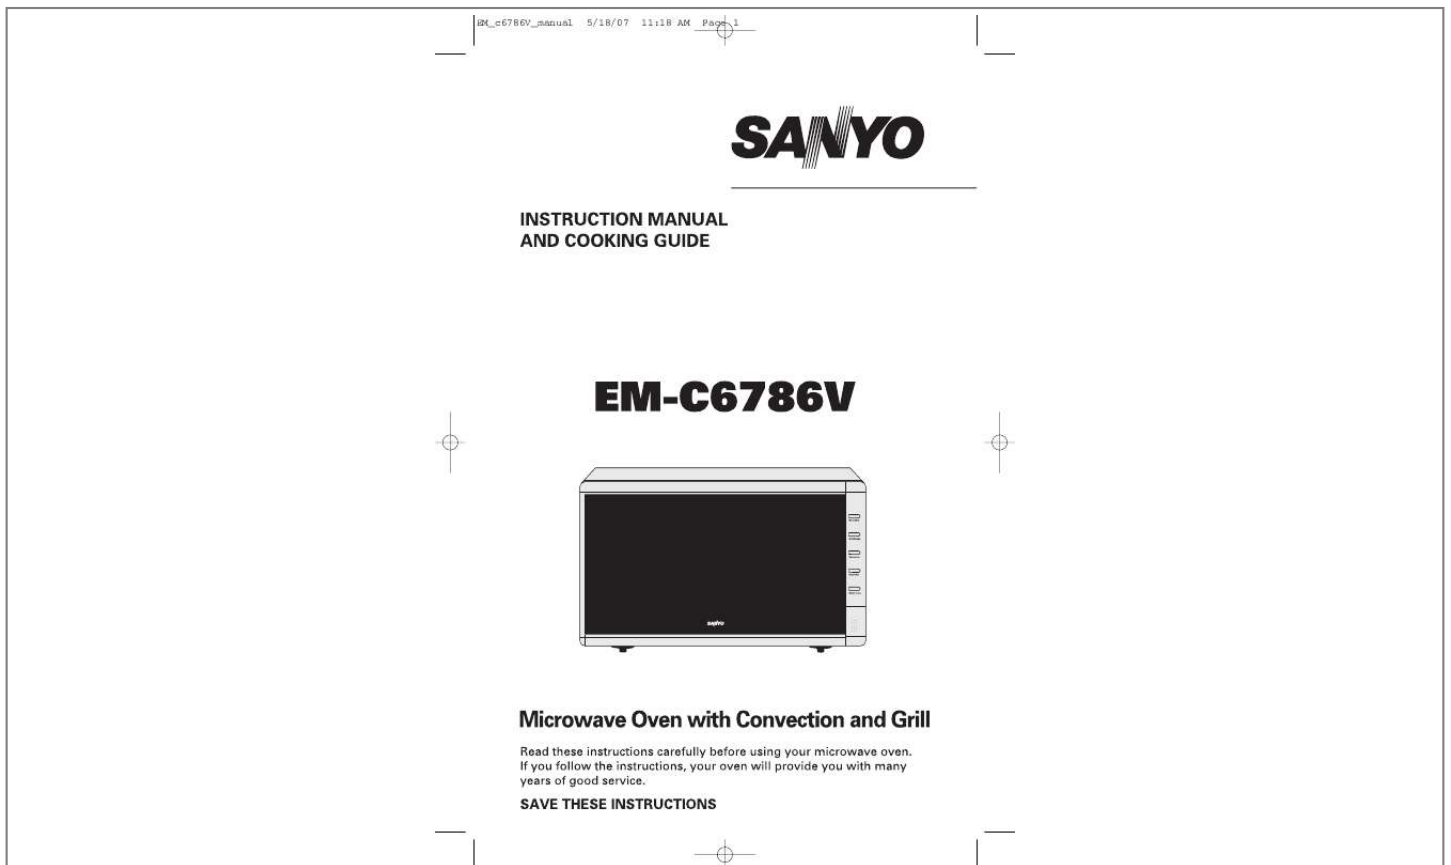 EM_c6786V_manual 5/18/07 11:18 AM Page 1
SANYO
INSTRUCTION MANUAL
AND COOKING GUIDE
EM-C6786V
SANYO
Microwave Oven with Convection and Grill
Read these instructions carefully before using your microwave oven.
If you follow the instructions, your oven will provide you with many
years of good service.
SAVE THESE INSTRUCTIONS